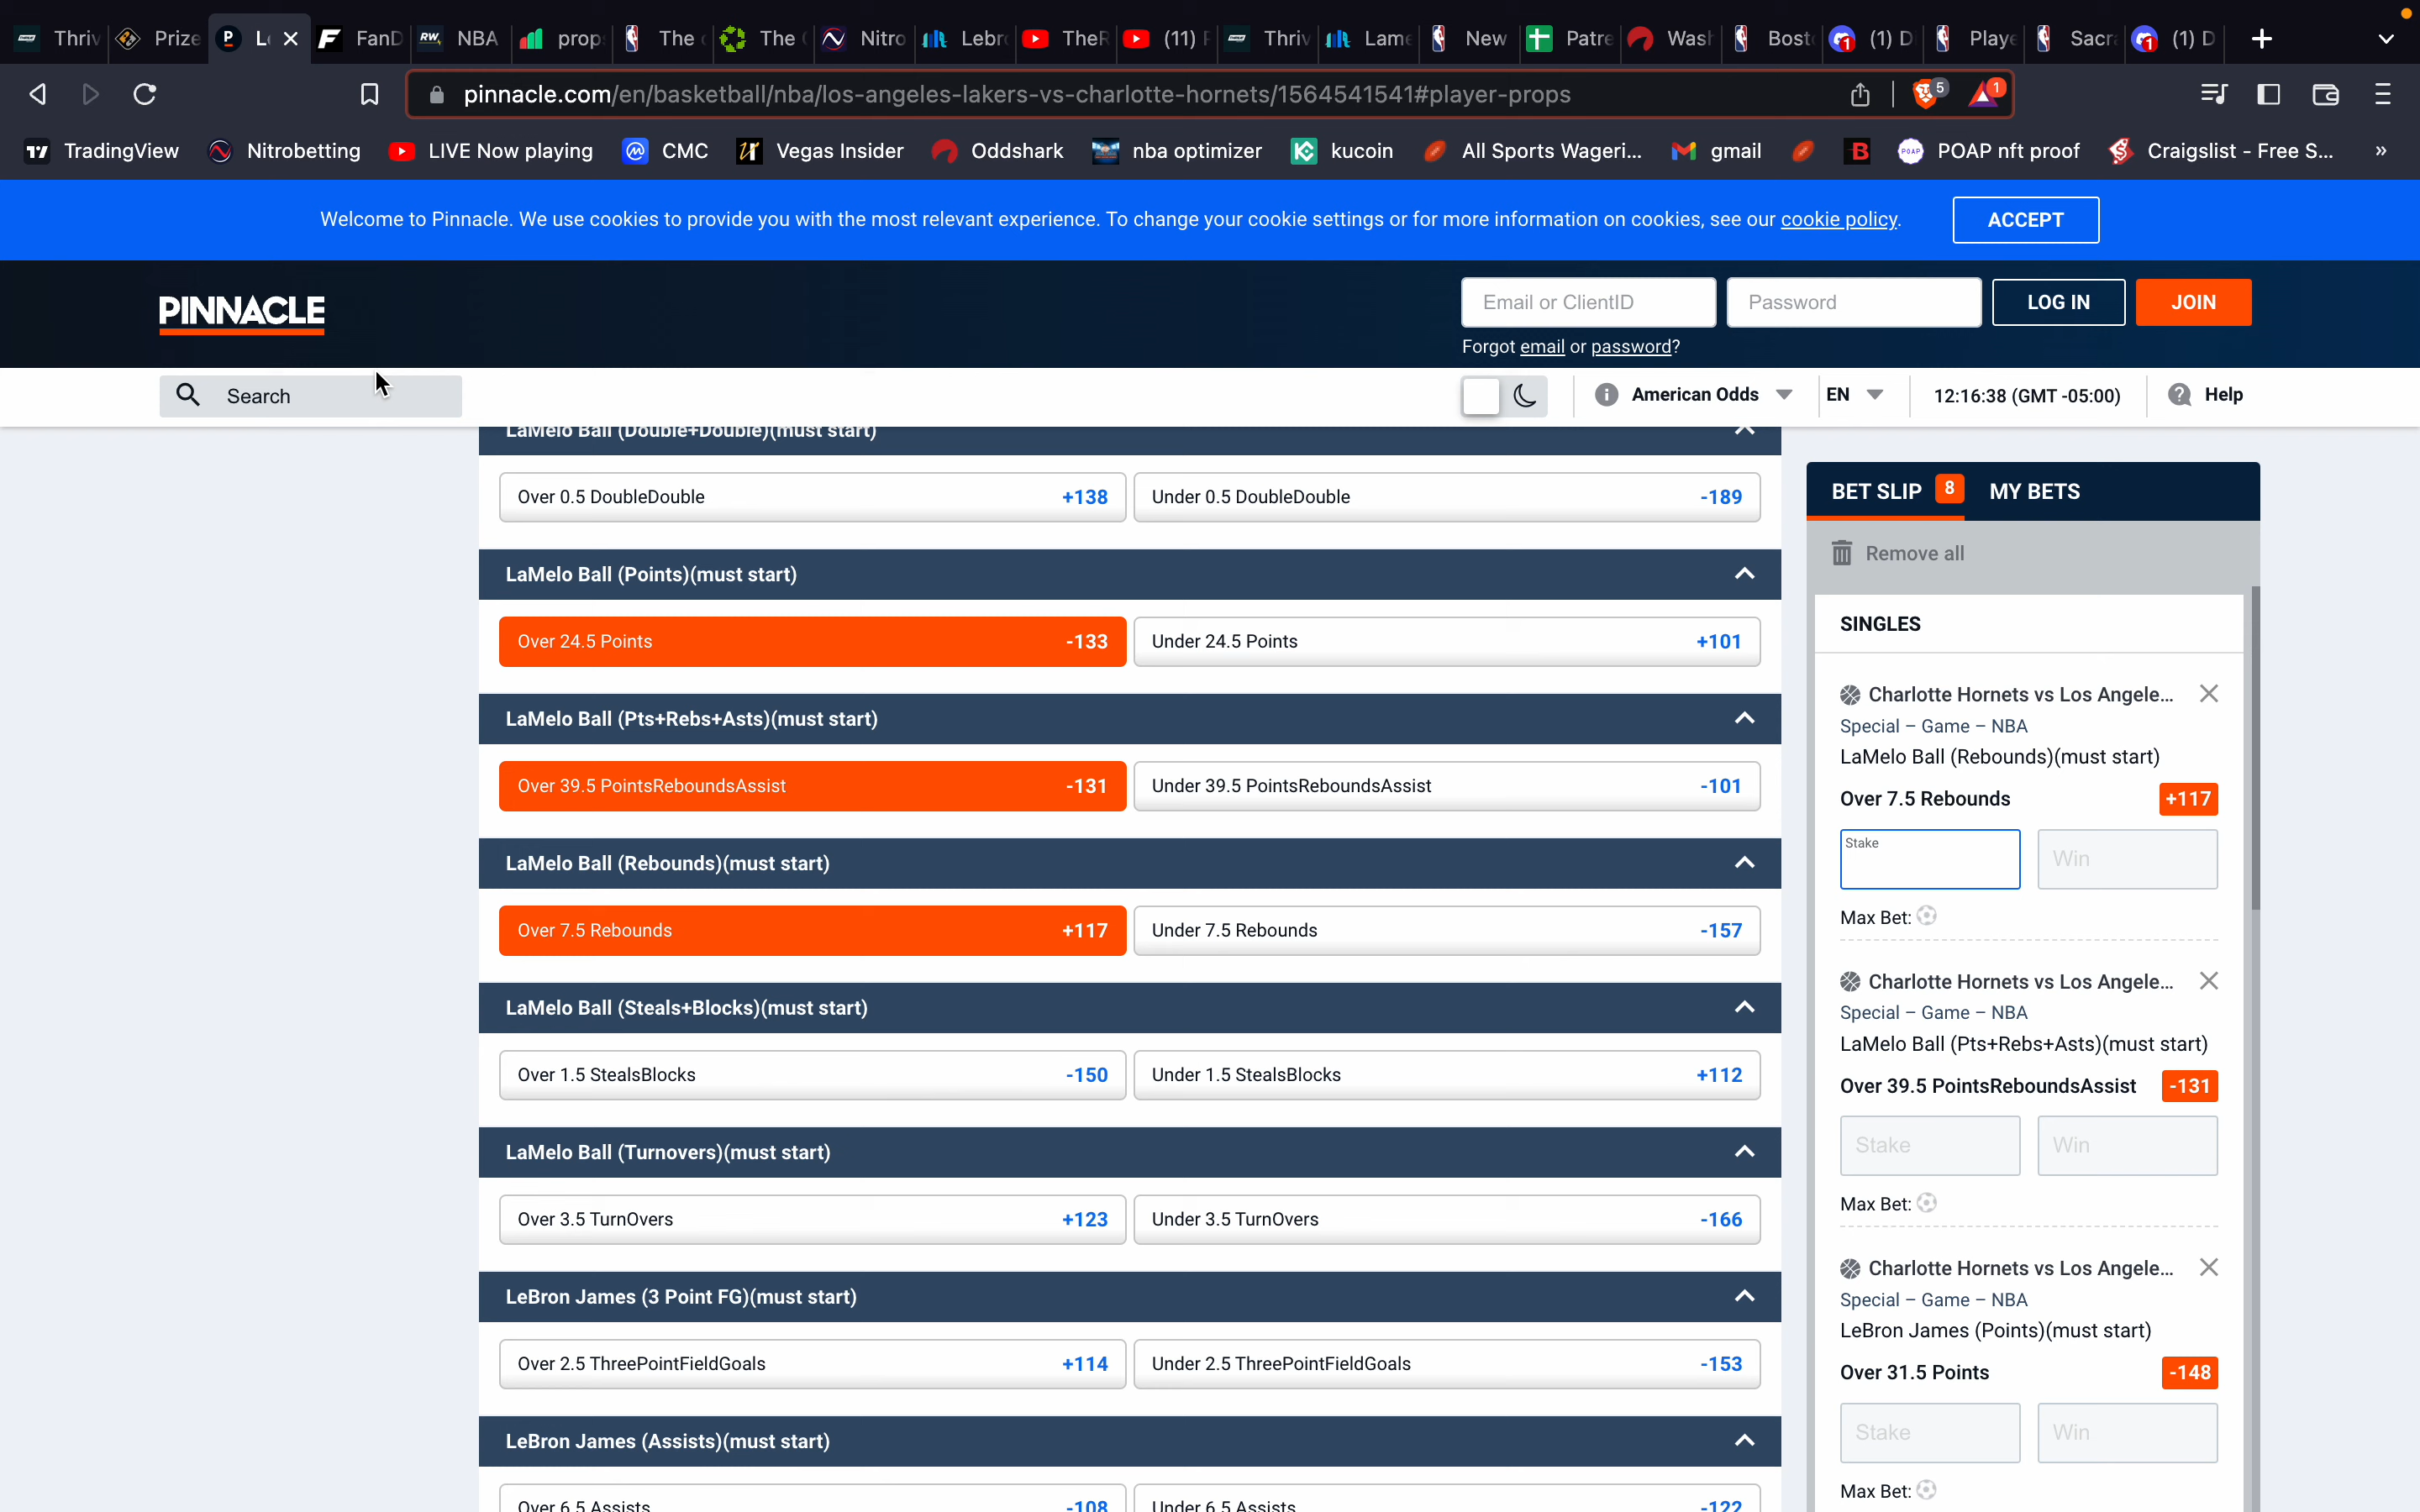 Thriv Prize Le FanD NBA prop The The Nitro Lebr TheR (11) Thriv Lame New Patre Wash Bost (1) D Playe Sacra (1) D
pinnacle.com/en/basketball/nba/los-angeles-lakers-vs-charlotte-hornets/1564541541#player-props 5 1
TradingView Nitrobetting LIVE Now playing CMC Vegas Insider Oddshark nba optimizer kucoin All Sports Wageri... gmail POAP nft proof Craigslist - Free S... »
Welcome to Pinnacle. We use cookies to provide you with the most relevant experience. To change your cookie settings or for more information on cookies, see our cookie policy. ACCEPT
PINNACLE
Email or ClientID Password LOG IN JOIN
Forgot email or password?
Search
American Odds EN 12:16:38 (GMT -05:00) Help
LaMelo Ball (Double+Double)(must start)
Over 0.5 DoubleDouble +138 Under 0.5 DoubleDouble -189
LaMelo Ball (Points)(must start)
Over 24.5 Points -133 Under 24.5 Points +101
LaMelo Ball (Pts+Rebs+Asts)(must start)
Over 39.5 PointsReboundsAssist -131 Under 39.5 PointsReboundsAssist -101
LaMelo Ball (Rebounds)(must start)
Over 7.5 Rebounds +117 Under 7.5 Rebounds -157
LaMelo Ball (Steals+Blocks)(must start)
Over 1.5 StealsBlocks -150 Under 1.5 StealsBlocks +112
LaMelo Ball (Turnovers)(must start)
Over 3.5 TurnOvers +123 Under 3.5 TurnOvers -166
LeBron James (3 Point FG)(must start)
Over 2.5 ThreePointFieldGoals +114 Under 2.5 ThreePointFieldGoals -153
LeBron James (Assists)(must start)
Over 6.5 Assists -108 Under 6.5 Assists -122
BET SLIP 8 MY BETS
Remove all
SINGLES
Charlotte Hornets vs Los Angele...
Special – Game – NBA
LaMelo Ball (Rebounds)(must start)
Over 7.5 Rebounds +117
Stake Win
Max Bet:
Charlotte Hornets vs Los Angele...
Special – Game – NBA
LaMelo Ball (Pts+Rebs+Asts)(must start)
Over 39.5 PointsReboundsAssist -131
Stake Win
Max Bet:
Charlotte Hornets vs Los Angele...
Special – Game – NBA
LeBron James (Points)(must start)
Over 31.5 Points -148
Stake Win
Max Bet: